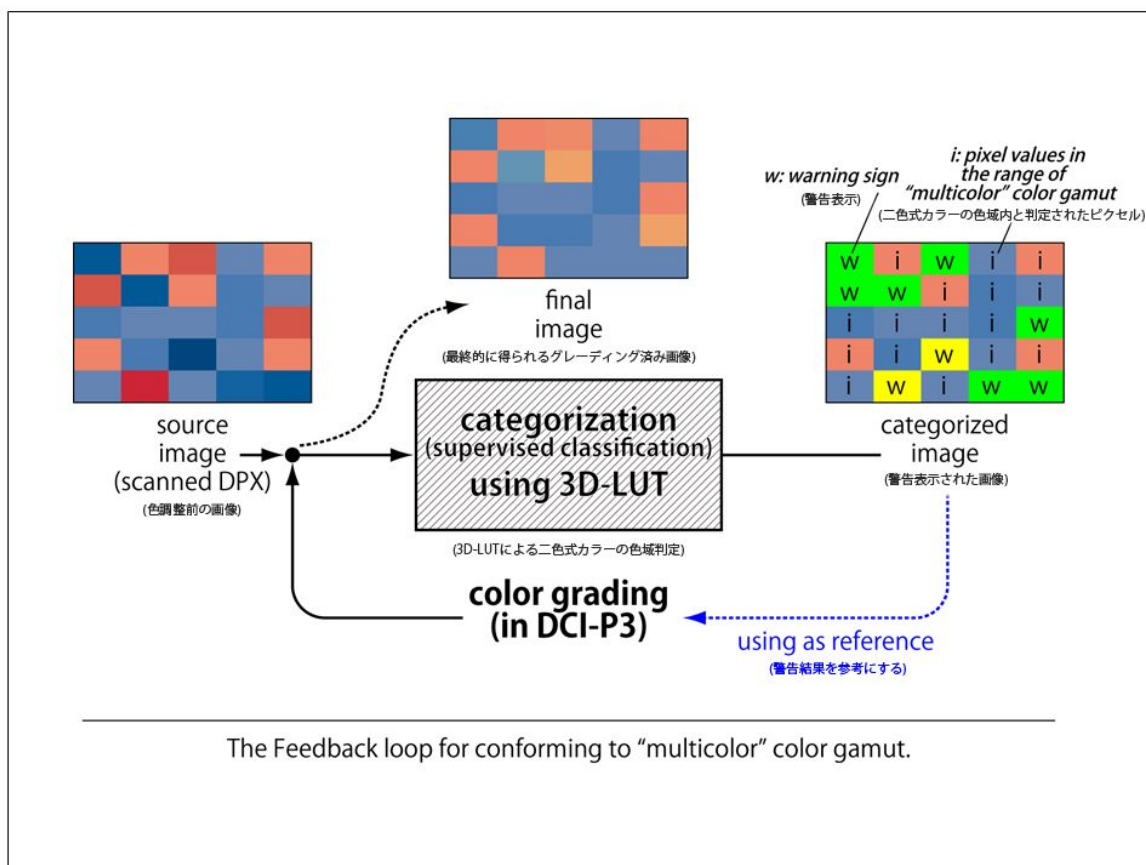 w: warning sign
(警告表示)
i: pixel values in
the range of
“multicolor” color gamut
(二色式カラーの色域内と判定されたピクセル)
w i w i i
w w i i i
i i i i w
i i w i i
i w i w w
final
image
(最終的に得られるグレーディング済み画像)
source
image
(scanned DPX)
(色調整前の画像)
categorization
(supervised classification)
using 3D-LUT
(3D-LUTによる二色式カラーの色域判定)
categorized
image
(警告表示された画像)
color grading
(in DCI-P3)
using as reference
(警告結果を参考にする)
The Feedback loop for conforming to “multicolor” color gamut.